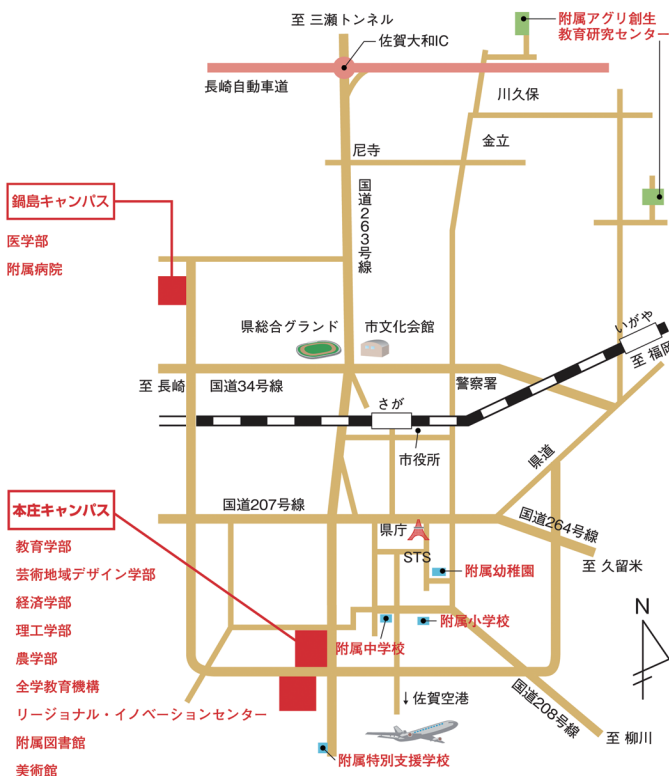 至 三瀬トンネル
附属アグリ創生
教育研究センター
佐賀大和IC
長崎自動車道
川久保
金立
尼寺
国道263号線
鍋島キャンパス
医学部
附属病院
県総合グランド
市文化会館
いがや
至 福岡
至 長崎
国道34号線
警察署
さが
市役所
県道
本庄キャンパス
国道207号線
国道264号線
教育学部
県庁
STS
至 久留米
芸術地域デザイン学部
附属幼稚園
経済学部
理工学部
附属小学校
附属中学校
N
農学部
全学教育機構
↓佐賀空港
国道208号線
リージョナル・イノベーションセンター
附属図書館
至 柳川
附属特別支援学校
美術館